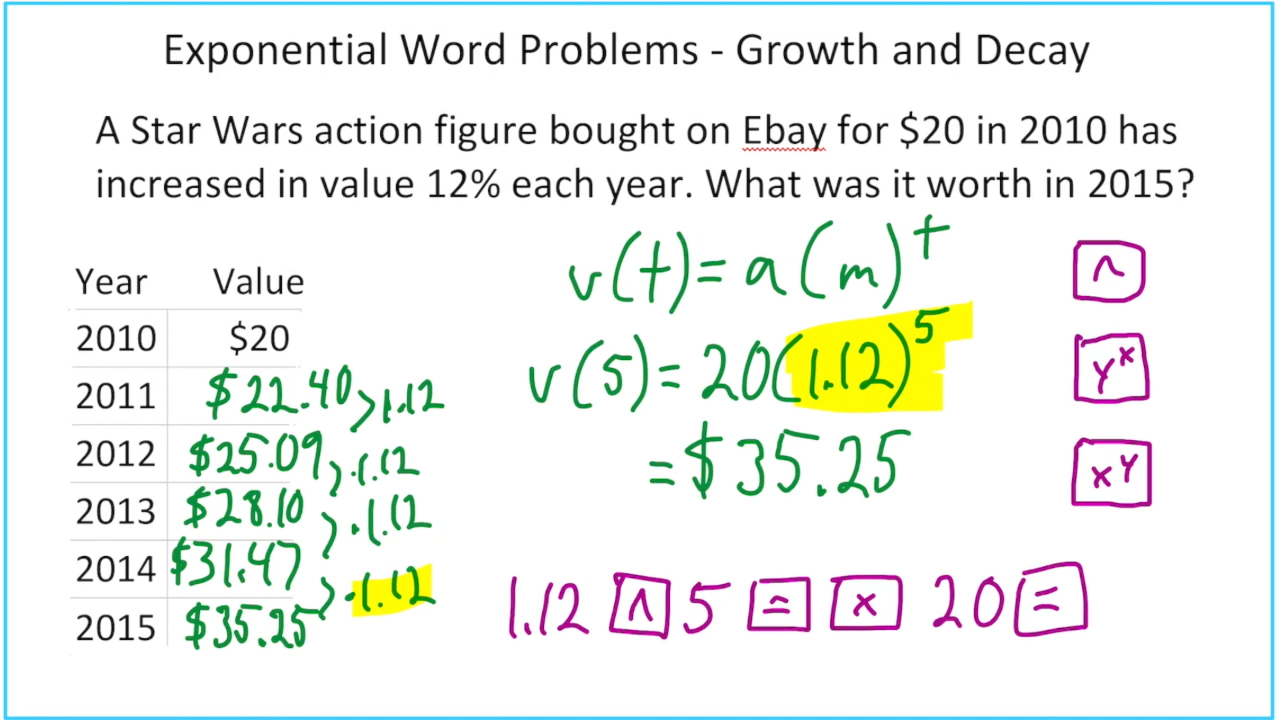 Exponential Word Problems - Growth and Decay
A Star Wars action figure bought on Ebay for $20 in 2010 has
increased in value 12% each year. What was it worth in 2015?
v(t)=a(m)^t
^
Year Value
2010 $20
v(5)=20(1.12)^5
y^x
2011 $22.40 >·1.12
2012 $25.09 >·1.12
=$35.25
x^y
2013 $28.10 >·1.12
2014 $31.47 >·1.12
2015 $35.25
1.12 ^ 5 = × 20 =